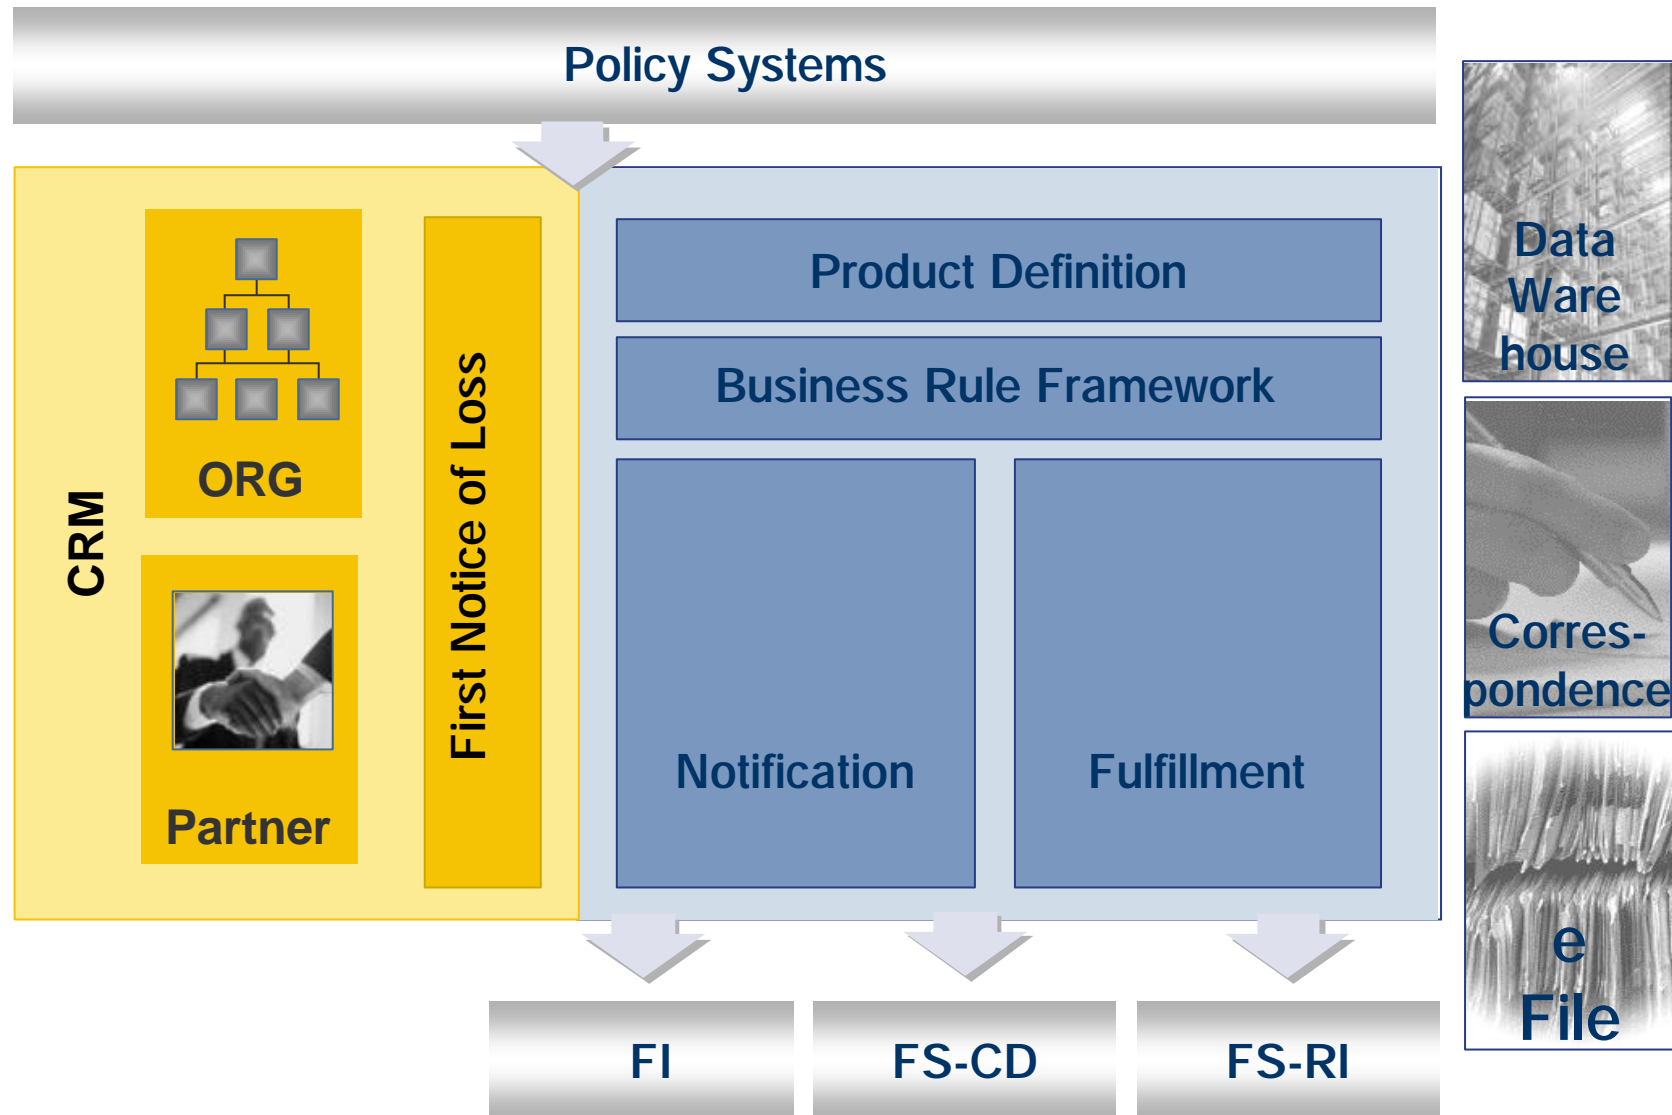 Policy Systems
CRM
ORG
Partner
First Notice of Loss
Product Definition
Business Rule Framework
Notification
Fulfillment
FI
FS-CD
FS-RI
Data
Ware
house
Corres-
pondence
e
File